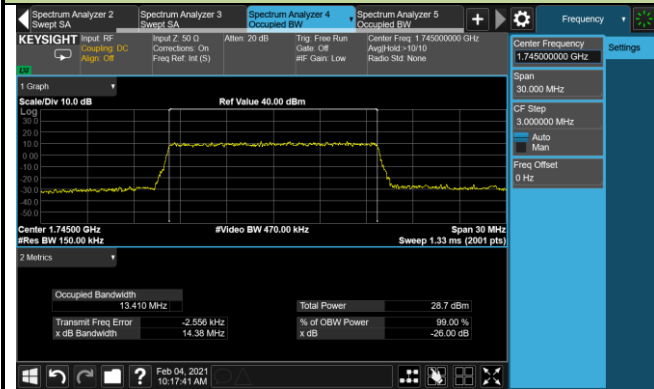 Spectrum Analyzer 2
Swept SA
Spectrum Analyzer 3
Swept SA
Spectrum Analyzer 4
Occupied BW
Spectrum Analyzer 5
Occupied BW
+
Frequency
KEYSIGHT
Input: RF
Coupling: DC
Align: Off
Input Z: 50 Ω
Corrections: On
Freq Ref: Int (S)
Atten: 20 dB
Trig: Free Run
Gate: Off
#IF Gain: Low
Center Freq: 1.745000000 GHz
Avg|Hold:>10/10
Radio Std: None
Center Frequency
1.745000000 GHz
Settings
Span
30.000 MHz
CF Step
3.000000 MHz
Auto
Man
Freq Offset
0 Hz
1 Graph
Scale/Div 10.0 dB
Ref Value 40.00 dBm
Log
30.0
20.0
10.0
0.00
-10.0
-20.0
-30.0
-40.0
-50.0
Center 1.74500 GHz
#Video BW 470.00 kHz
Span 30 MHz
#Res BW 150.00 kHz
Sweep 1.33 ms (2001 pts)
2 Metrics
Occupied Bandwidth
13.410 MHz
Total Power
28.7 dBm
Transmit Freq Error
-2.556 kHz
% of OBW Power
99.00 %
x dB Bandwidth
14.38 MHz
x dB
-26.00 dB
?
Feb 04, 2021
10:17:41 AM